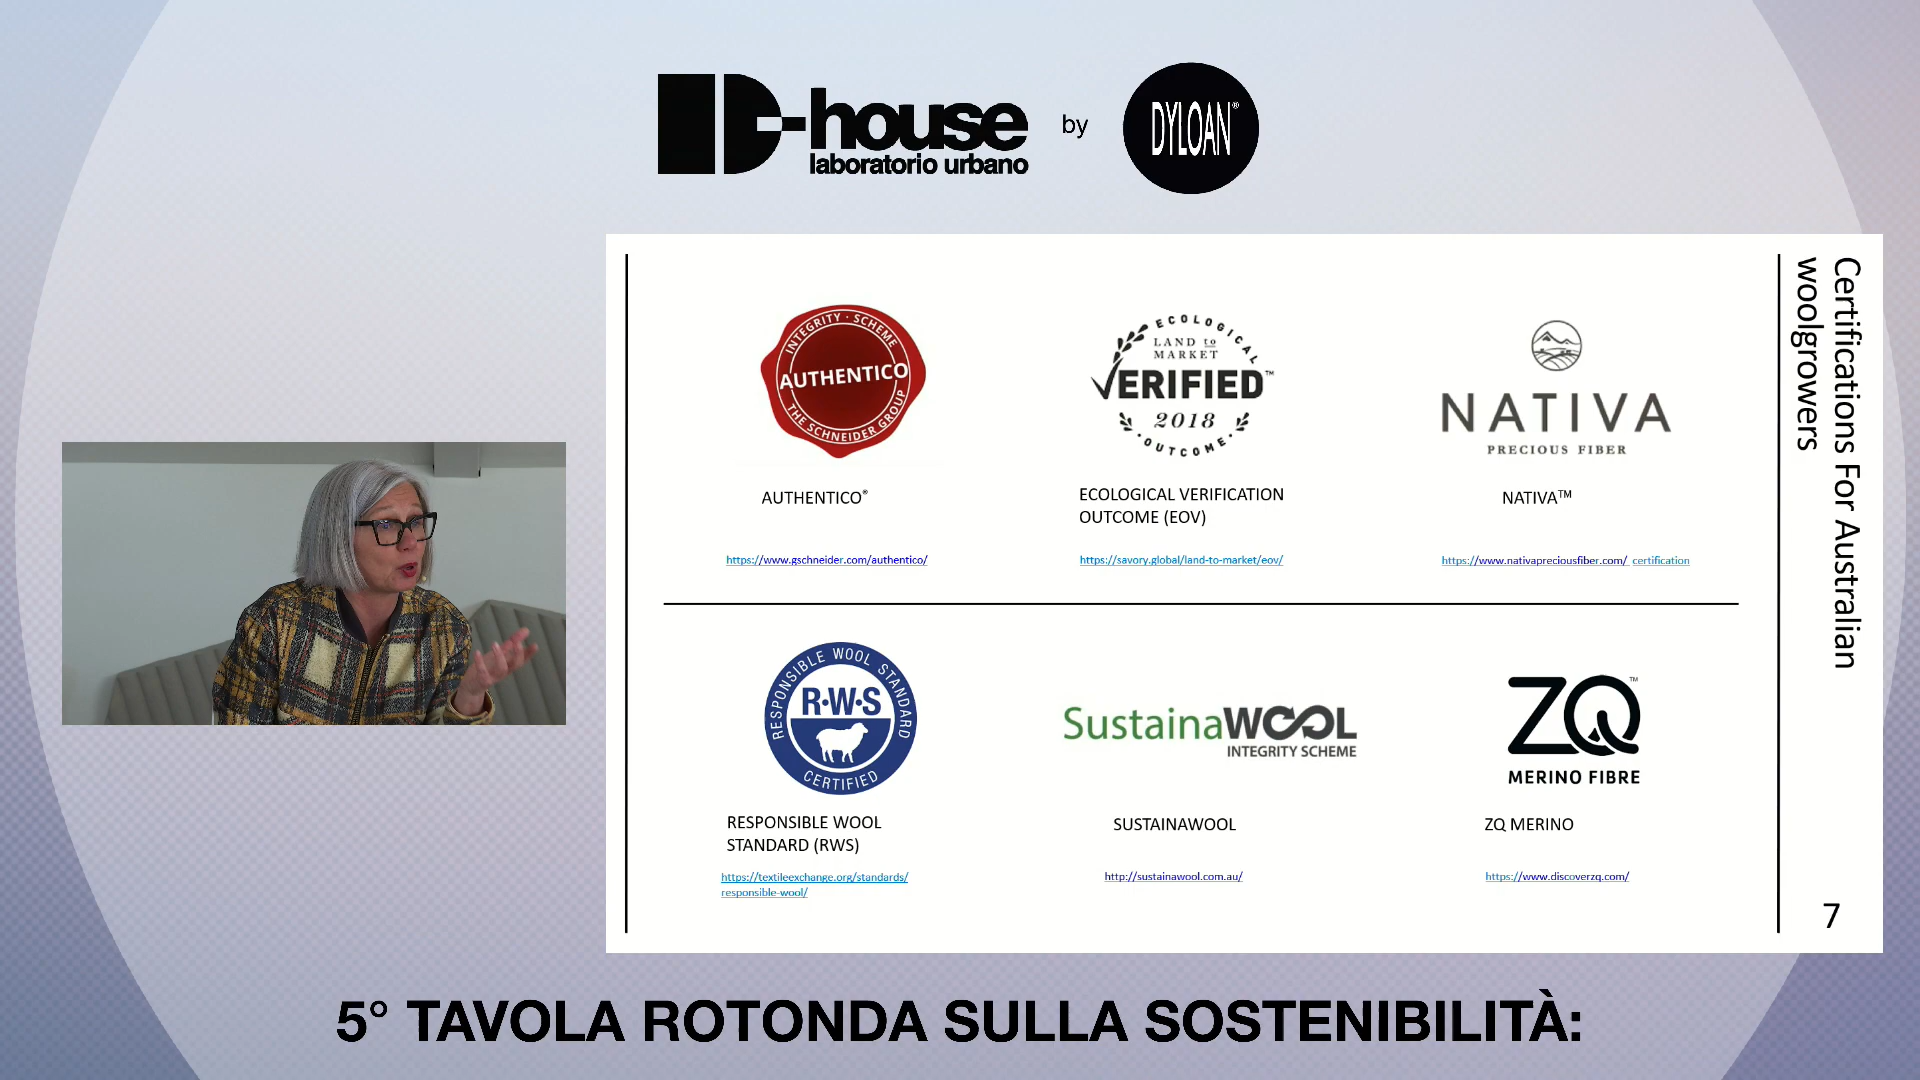 D-house
laboratorio urbano
by
DYLOAN®
Certifications For Australian
woolgrowers
INTEGRITY · SCHEME
AUTHENTICO
THE SCHNEIDER GROUP
AUTHENTICO®
https://www.gschneider.com/authentico/
ECOLOGICAL
LAND to
MARKET
VERIFIED™
2018
·OUTCOME·
ECOLOGICAL VERIFICATION
OUTCOME (EOV)
https://savory.global/land-to-market/eov/
NATIVA
PRECIOUS FIBER
NATIVA™
https://www.nativapreciousfiber.com/ certification
RESPONSIBLE WOOL STANDARD
R·W·S
CERTIFIED
RESPONSIBLE WOOL
STANDARD (RWS)
https://textileexchange.org/standards/
responsible-wool/
SustainaWOOL
INTEGRITY SCHEME
SUSTAINAWOOL
http://sustainawool.com.au/
ZQ™
MERINO FIBRE
ZQ MERINO
https://www.discoverzq.com/
7
5° TAVOLA ROTONDA SULLA SOSTENIBILITÀ: